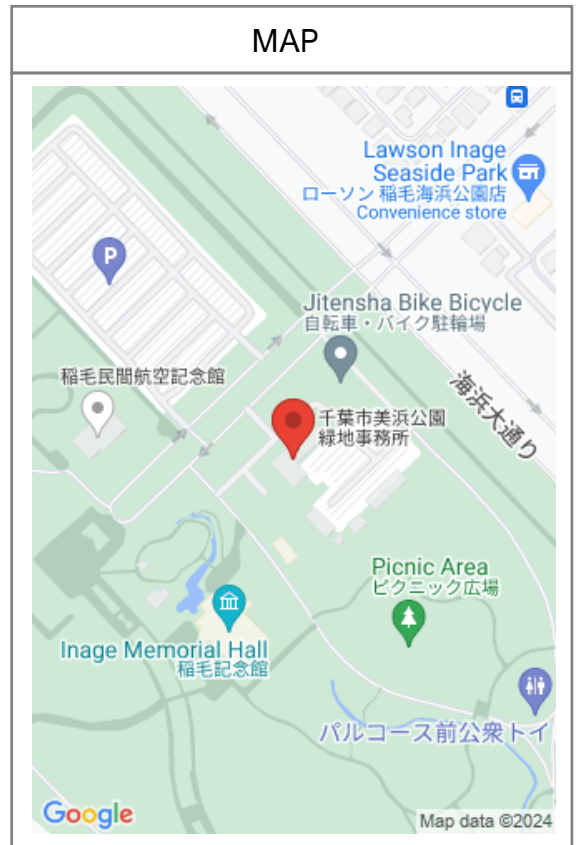 MAP
Lawson Inage
Seaside Park
ローソン 稲毛海浜公園店
Convenience store
P
Jitensha Bike Bicycle
自転車・バイク駐輪場
稲毛民間航空記念館
海浜大通り
千葉市美浜公園
緑地事務所
Picnic Area
ピクニック広場
Inage Memorial Hall
稲毛記念館
パルコース前公衆トイ
Google
Map data ©2024